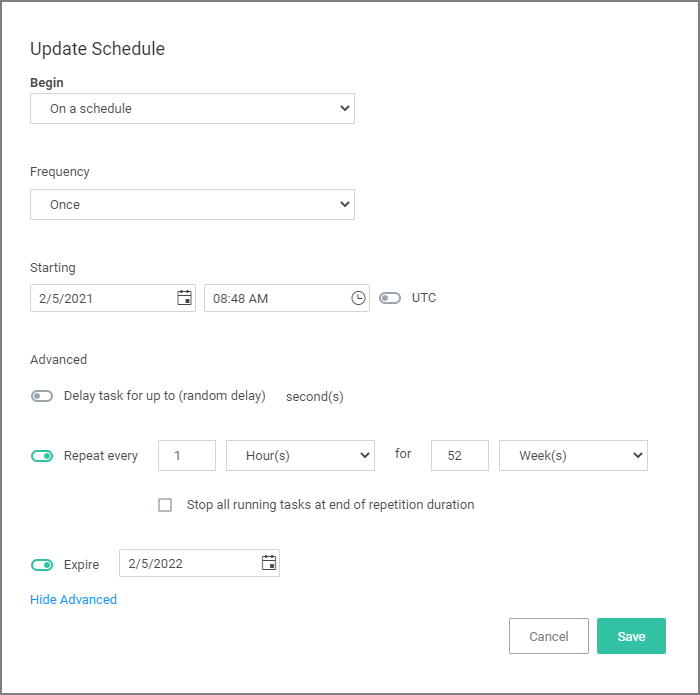 Update Schedule
Begin
On a schedule
Frequency
Once
Starting
2/5/2021 08:48 AM UTC
Advanced
Delay task for up to (random delay) second(s)
Repeat every 1 Hour(s) for 52 Week(s)
Stop all running tasks at end of repetition duration
Expire 2/5/2022
Hide Advanced
Cancel Save